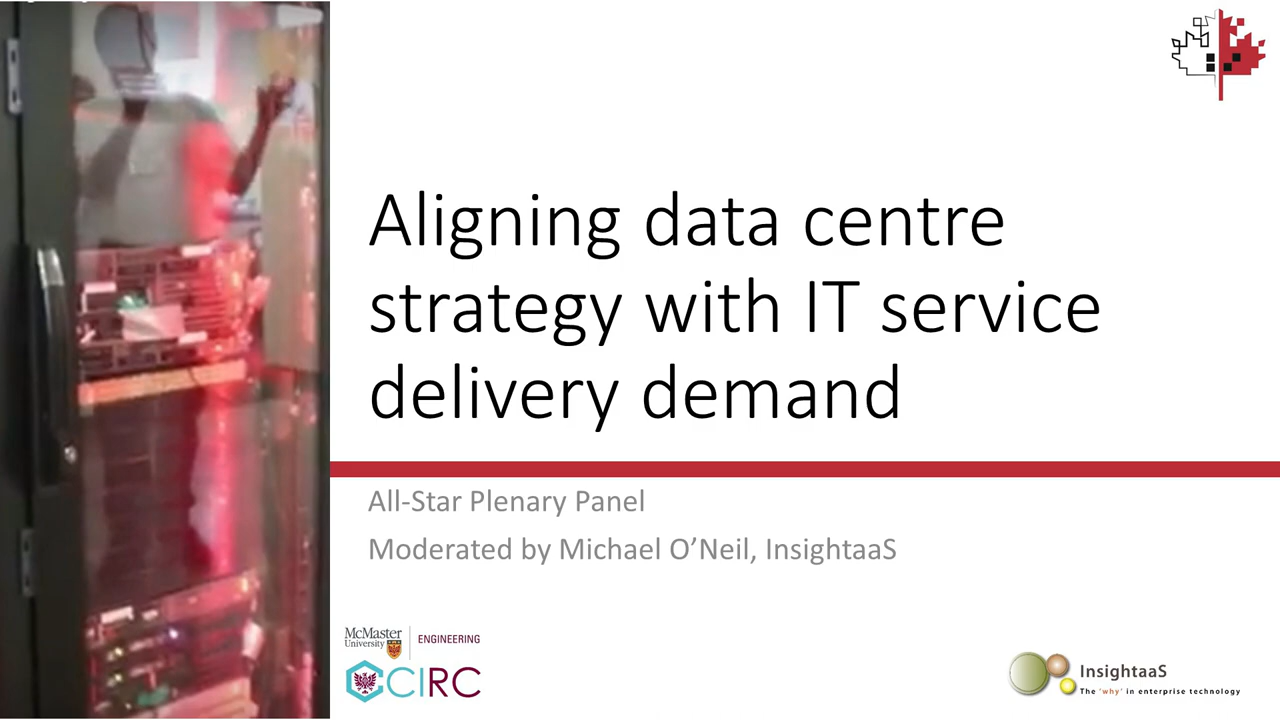 Aligning data centre
strategy with IT service
delivery demand
All-Star Plenary Panel
Moderated by Michael O’Neil, InsightaaS
McMaster
University
ENGINEERING
CIRC
InsightaaS
The 'why' in enterprise technology